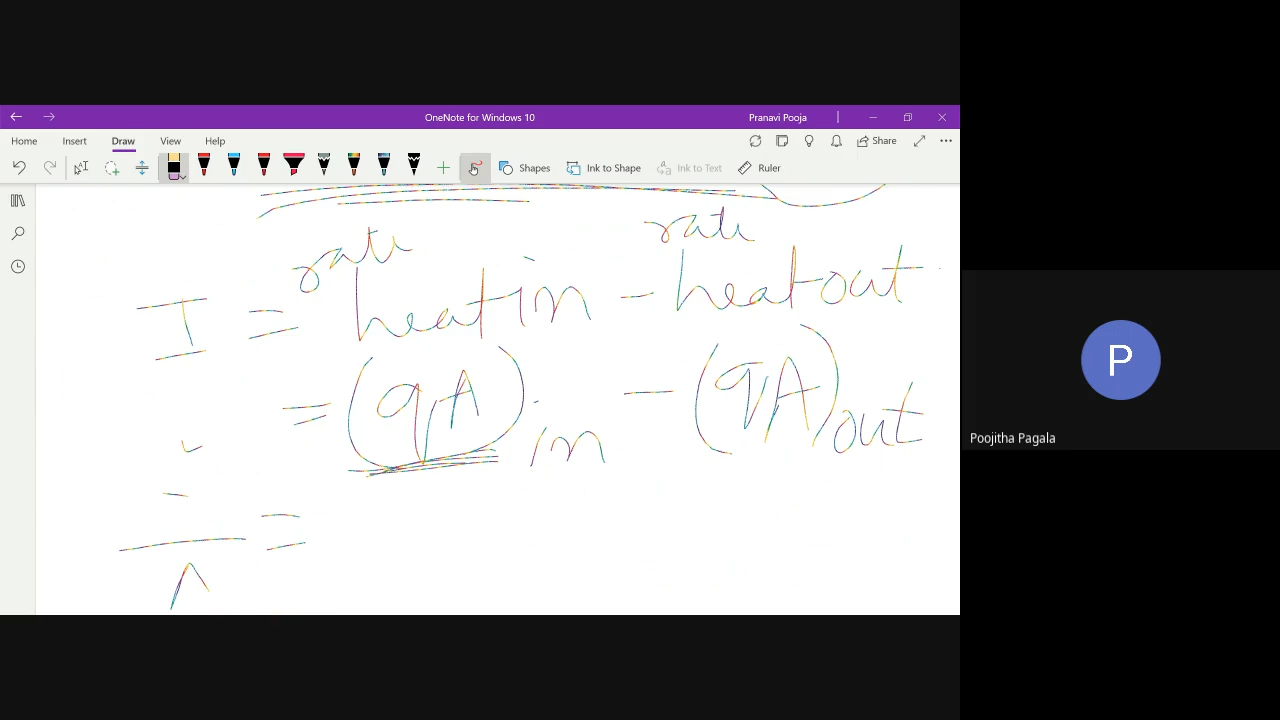 OneNote for Windows 10
Pranavi Pooja
Home Insert Draw View Help
Share
Shapes Ink to Shape Ink to Text Ruler
rate rate
I = heat in - heat out
= (qA) in - (qA) out
=
P
Poojitha Pagala